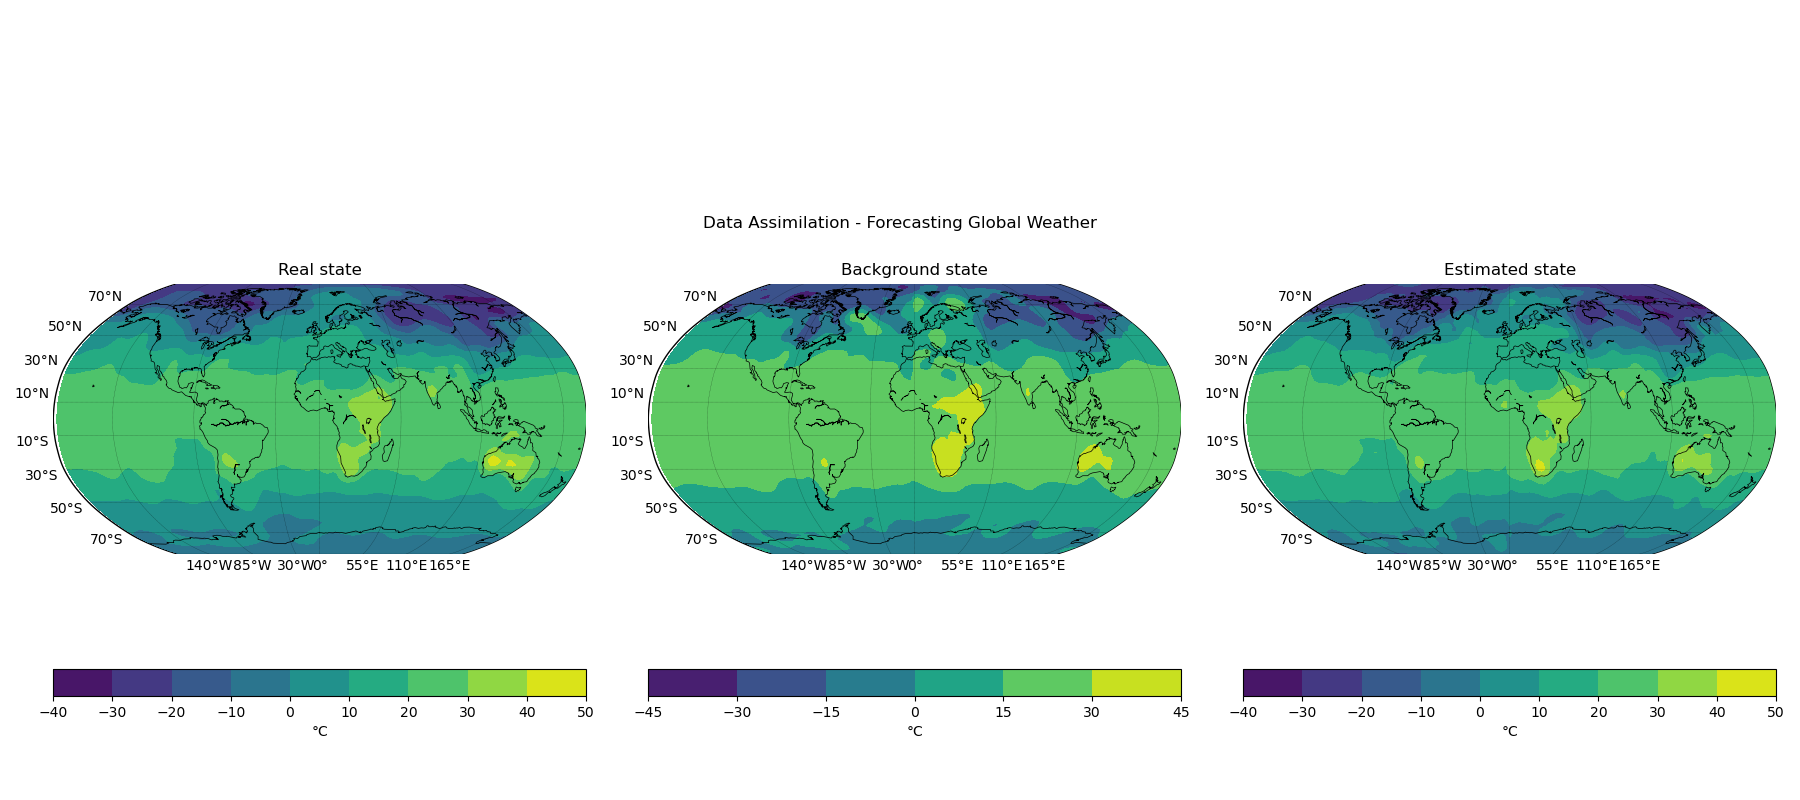 Data Assimilation - Forecasting Global Weather
Real state
70°N
50°N
30°N
10°N
10°S
30°S
50°S
70°S
140°W 85°W 30°W 0° 55°E 110°E 165°E
−40 −30 −20 −10 0 10 20 30 40 50
°C
Background state
70°N
50°N
30°N
10°N
10°S
30°S
50°S
70°S
140°W 85°W 30°W 0° 55°E 110°E 165°E
−45 −30 −15 0 15 30 45
°C
Estimated state
70°N
50°N
30°N
10°N
10°S
30°S
50°S
70°S
140°W 85°W 30°W 0° 55°E 110°E 165°E
−40 −30 −20 −10 0 10 20 30 40 50
°C